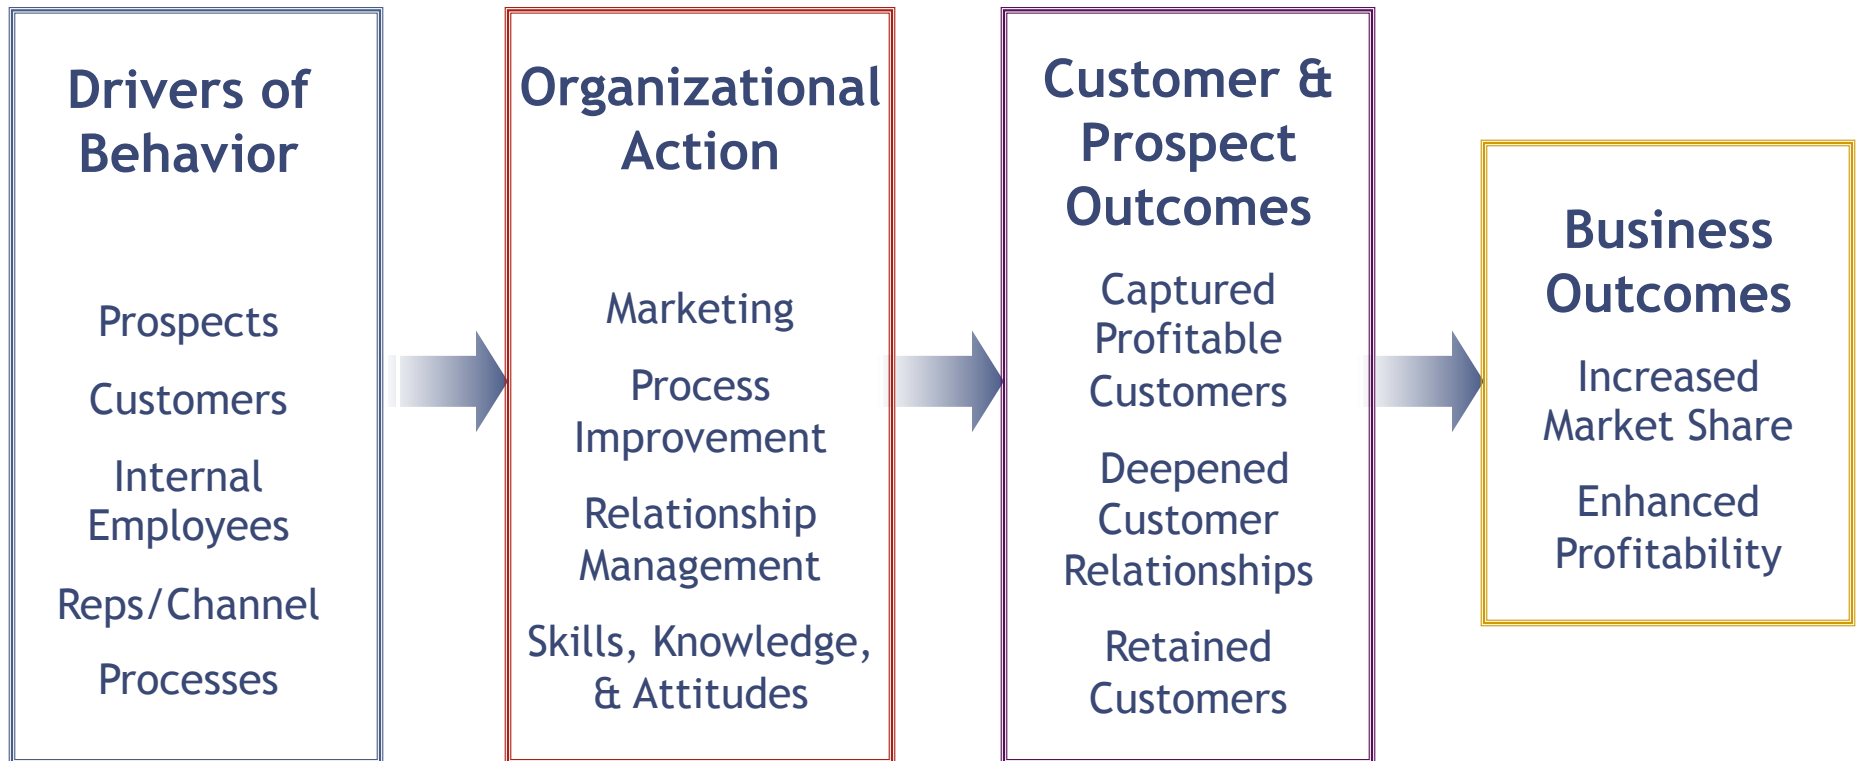 Drivers of
Behavior
Prospects
Customers
Internal
Employees
Reps/Channel
Processes
Organizational
Action
Marketing
Process
Improvement
Relationship
Management
Skills, Knowledge,
& Attitudes
Customer &
Prospect
Outcomes
Captured
Profitable
Customers
Deepened
Customer
Relationships
Retained
Customers
Business
Outcomes
Increased
Market Share
Enhanced
Profitability